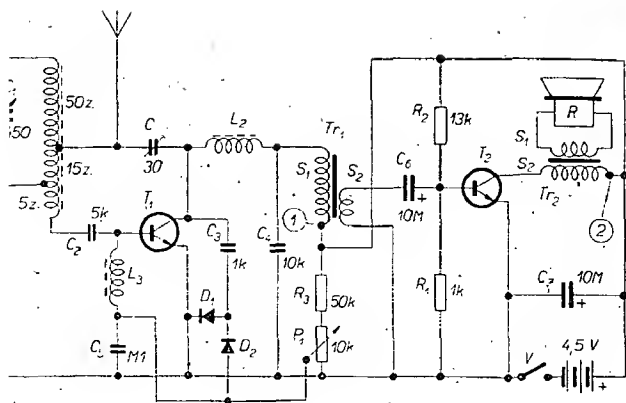 50z.
50
15z.
5z.
C
30
L₂
Tr₁
S₁
S₂
R₂
13k
R
S₁
S₂
Tr₂
T₂
C₆
10M
+
1
2
T₁
5k
C₂
L₃
C₃
1k
C₄
10k
D₁
D₂
M1
R₃
50k
P₁
10k
R₁
1k
C₇
10M
+
V
4,5 V
+